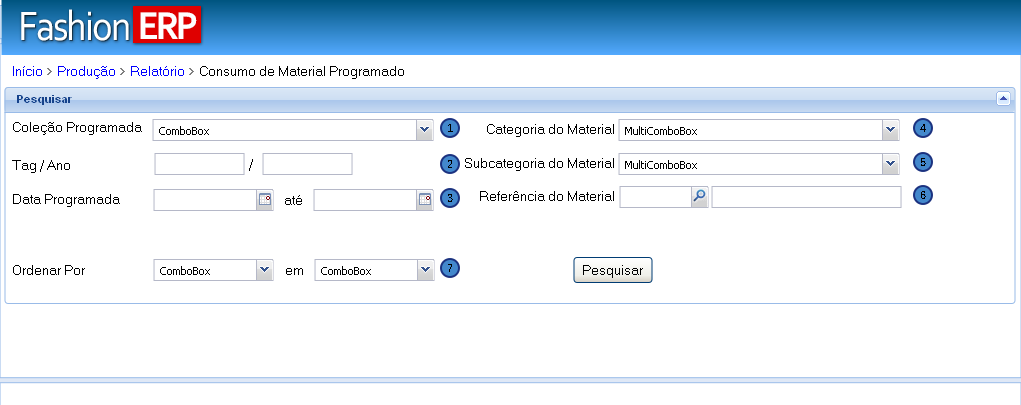 Fashion ERP
Início > Produção > Relatório > Consumo de Material Programado
Pesquisar
Coleção Programada ComboBox 1 Categoria do Material MultiComboBox 4
Tag / Ano / 2 Subcategoria do Material MultiComboBox 5
Data Programada até 3 Referência do Material 6
Ordenar Por ComboBox em ComboBox 7 Pesquisar